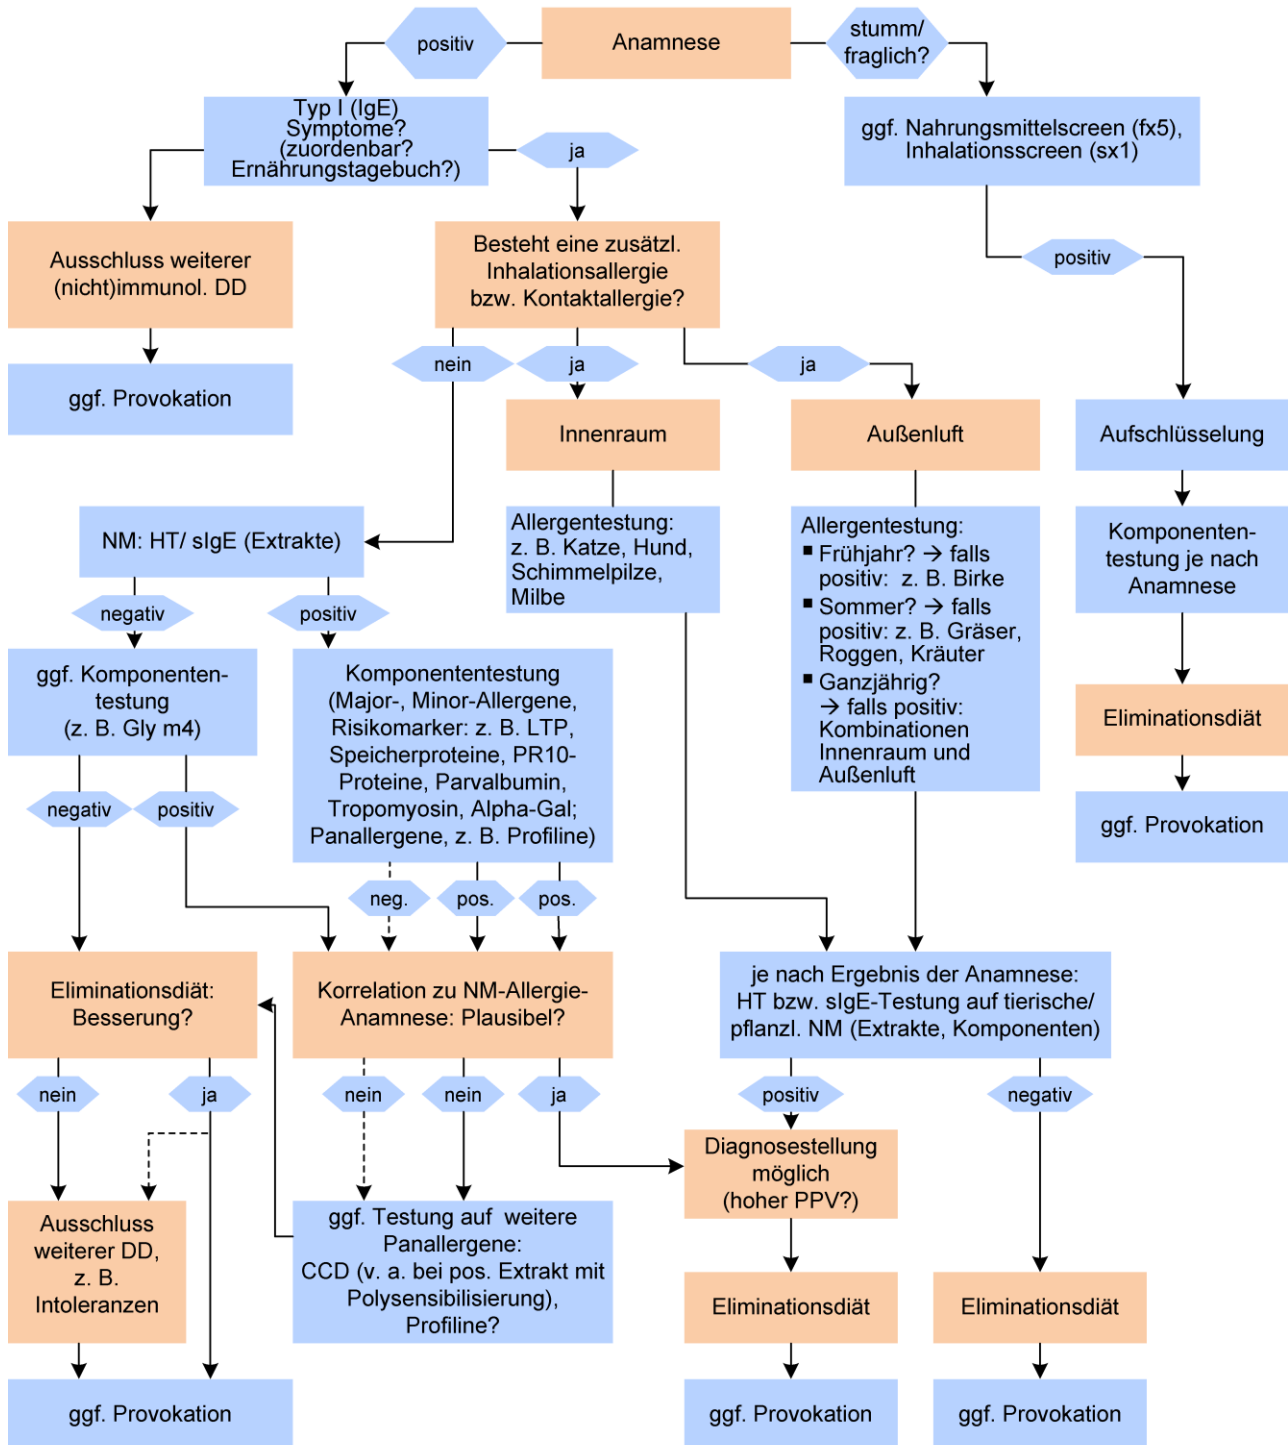 positiv
Anamnese
stumm/
fraglich?
Typ I (IgE)
Symptome?
(zuordenbar?
Ernährungstagebuch?)
ja
ggf. Nahrungsmittelscreen (fx5),
Inhalationsscreen (sx1)
Ausschluss weiterer
(nicht)immunol. DD
Besteht eine zusätzl.
Inhalationsallergie
bzw. Kontaktallergie?
positiv
ggf. Provokation
nein
ja
ja
Innenraum
Außenluft
Aufschlüsselung
NM: HT/ sIgE (Extrakte)
Allergentestung:
z. B. Katze, Hund,
Schimmelpilze,
Milbe
Allergentestung:
▪ Frühjahr? → falls
positiv: z. B. Birke
▪ Sommer? → falls
positiv: z. B. Gräser,
Roggen, Kräuter
▪ Ganzjährig?
→ falls positiv:
Kombinationen
Innenraum und
Außenluft
Komponenten-
testung je nach
Anamnese
negativ
positiv
ggf. Komponenten-
testung
(z. B. Gly m4)
Komponententestung
(Major-, Minor-Allergene,
Risikomarker: z. B. LTP,
Speicherproteine, PR10-
Proteine, Parvalbumin,
Tropomyosin, Alpha-Gal;
Panallergene, z. B. Profiline)
Eliminationsdiät
negativ
positiv
ggf. Provokation
neg.
pos.
pos.
Eliminationsdiät:
Besserung?
Korrelation zu NM-Allergie-
Anamnese: Plausibel?
je nach Ergebnis der Anamnese:
HT bzw. sIgE-Testung auf tierische/
pflanzl. NM (Extrakte, Komponenten)
nein
ja
nein
nein
ja
positiv
negativ
Diagnosestellung
möglich
(hoher PPV?)
Ausschluss
weiterer DD,
z. B.
Intoleranzen
ggf. Testung auf weitere
Panallergene:
CCD (v. a. bei pos. Extrakt mit
Polysensibilisierung),
Profiline?
Eliminationsdiät
Eliminationsdiät
ggf. Provokation
ggf. Provokation
ggf. Provokation